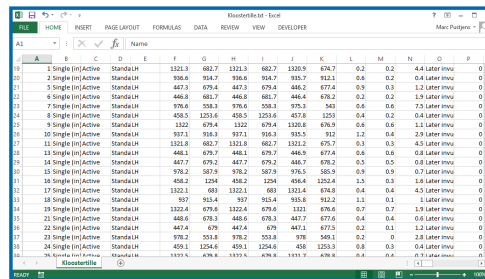 Kloostertille.txt - Excel
FILE HOME INSERT PAGE LAYOUT FORMULAS DATA REVIEW VIEW DEVELOPER Marc Pustjens
A1 fx Name
A B C D E F G H I J K L M N O P
19 1 Single (in) Active Standa LH 1321.3 682.7 1321.3 682.7 1320.9 674.7 0.2 0.2 4.4 Later invu 0
20 2 Single (in) Active Standa LH 936.6 914.7 936.6 914.7 935.7 912.1 0.6 0.4 0.9 Later invu 0
21 5 Single (in) Active Standa LH 447.3 679.4 447.3 679.4 446.2 677.4 0.9 0.3 1.2 Later invu 0
22 6 Single (in) Active Standa LH 446.8 681.7 446.8 681.7 446.4 678.2 0.2 0.2 1.9 Later invu 0
23 7 Single (in) Active Standa LH 976.6 558.3 976.6 558.3 975.3 543 0.6 0.6 7.5 Later invu 0
24 8 Single (in) Active Standa LH 458.5 1253.6 458.5 1253.6 457.8 1253 0.4 0.2 0.4 Later invu 0
25 9 Single (in) Active Standa LH 1322 679.4 1322 679.4 1320.8 676.9 0.6 0.6 1.1 Later invu 0
26 10 Single (in) Active Standa LH 937.1 916.3 937.1 916.3 935.5 912 1.2 0.4 2.9 Later invu 0
27 11 Single (in) Active Standa LH 1321.8 682.7 1321.8 682.7 1321.2 675.7 0.3 0.3 4.5 Later invu 0
28 13 Single (in) Active Standa LH 448.1 679.7 448.1 679.7 446.9 677.4 0.6 0.6 0.8 Later invu 0
29 14 Single (in) Active Standa LH 447.7 679.2 447.7 679.2 446.7 678.2 0.5 0.5 0.8 Later invu 0
30 15 Single (in) Active Standa LH 978.2 587.9 978.2 587.9 976.5 585.9 0.9 0.9 0.7 Later invu 0
31 16 Single (in) Active Standa LH 458.2 1254 458.2 1254 456.4 1252.4 1.5 0.3 1.6 Later invu 0
32 17 Single (in) Active Standa LH 1322.1 683 1322.1 683 1321.4 674.8 0.4 0.4 4.5 Later invu 0
33 18 Single (in) Active Standa LH 937 915.4 937 915.4 935.8 912.2 1.1 0.1 2 Later invu 0
34 19 Single (in) Active Standa LH 1322.4 679.6 1322.4 679.6 1321 676.6 0.7 0.7 1.9 Later invu 0
35 21 Single (in) Active Standa LH 448.6 678.3 448.6 678.3 447.7 677.6 0.4 0.4 0.6 Later invu 0
36 22 Single (in) Active Standa LH 447.4 679 447.4 679 447.1 677.5 0.2 0.1 1.2 Later invu 0
37 23 Single (in) Active Standa LH 978.2 553.8 978.2 553.8 978 549.1 0.2 0 2.8 Later invu 0
38 24 Single (in) Active Standa LH 459.1 1254.6 459.1 1254.6 458 1253.3 0.8 0.3 0.4 Later invu 0
Kloostertille
READY 100%